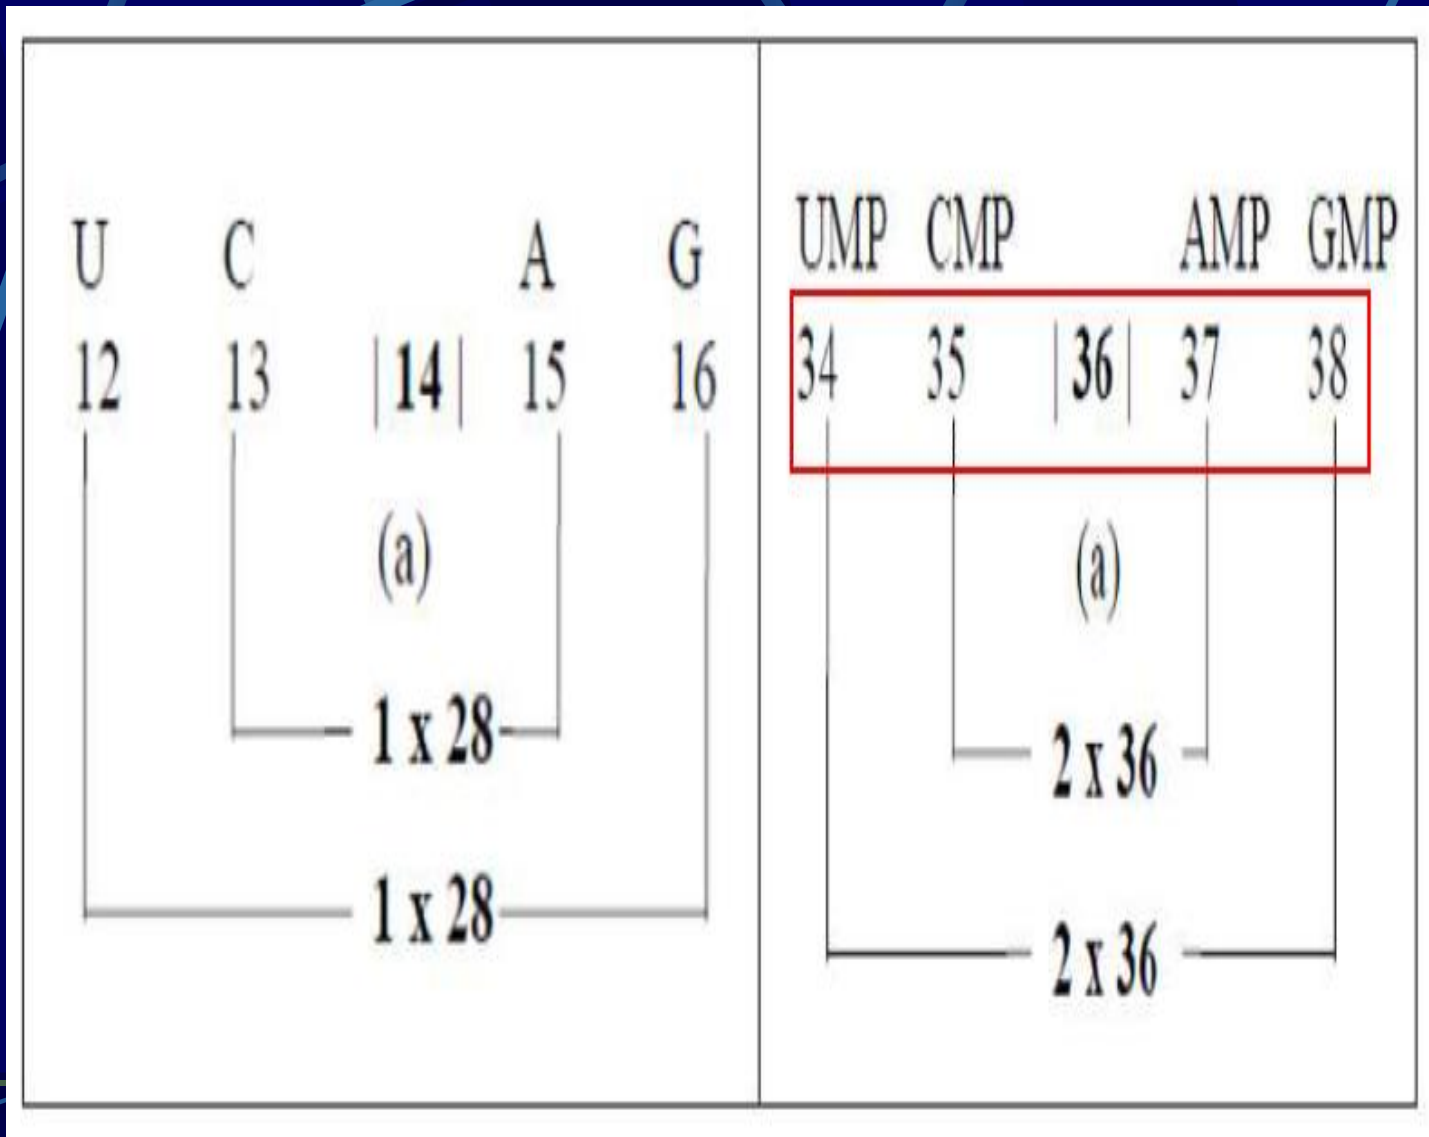 U C A G
12 13 |14| 15 16
(a)
1 x 28
1 x 28
UMP CMP AMP GMP
34 35 |36| 37 38
(a)
2 x 36
2 x 36